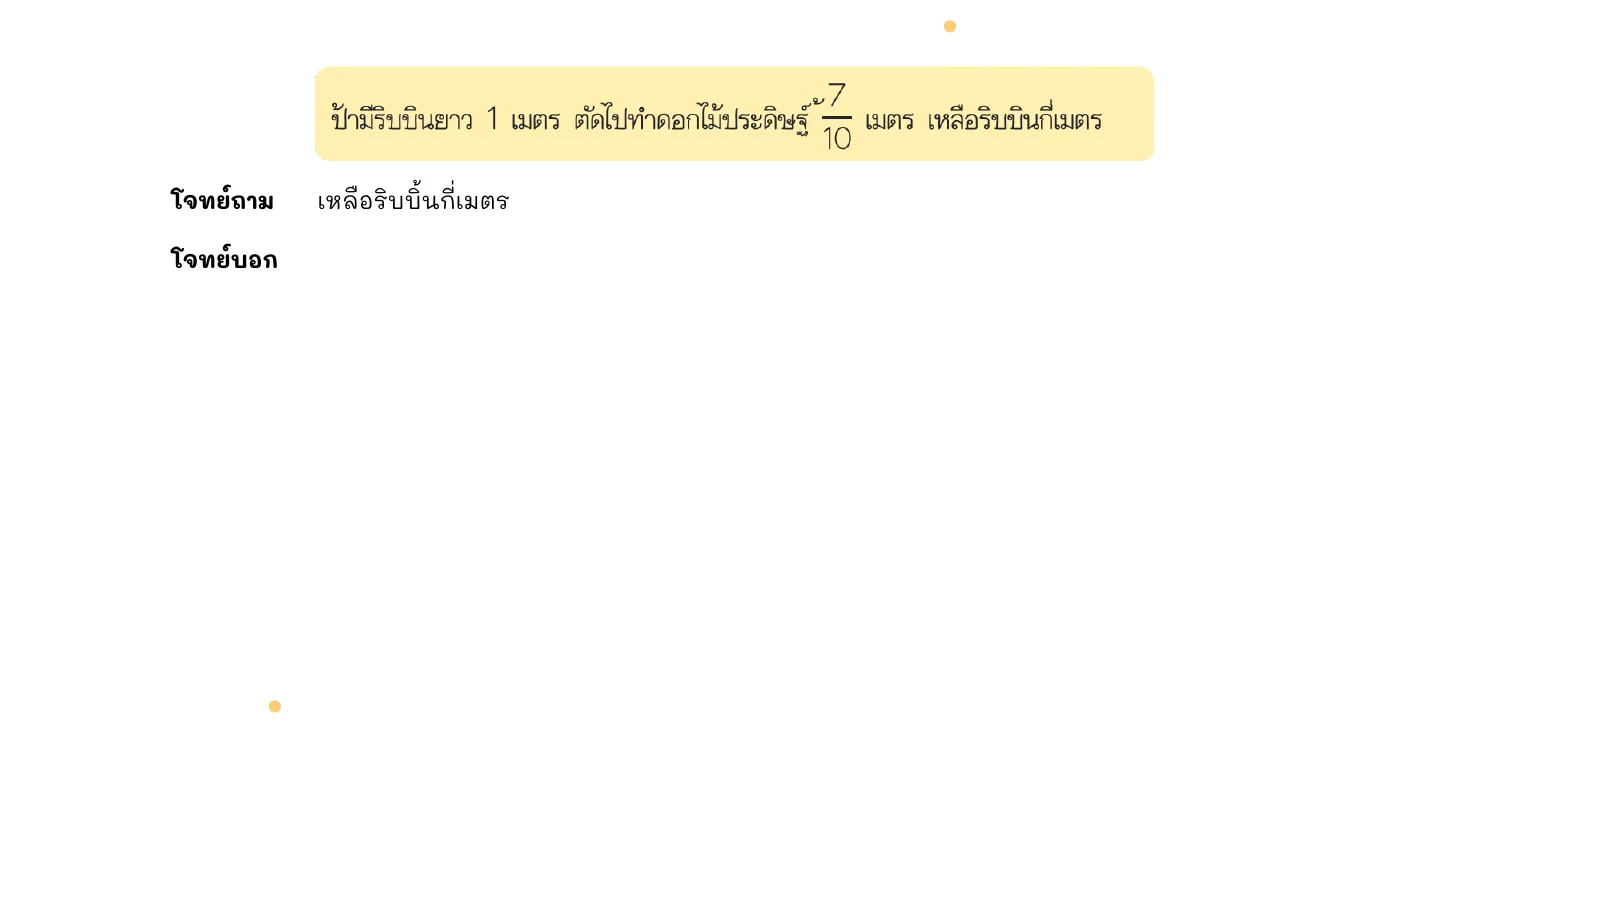 ป้ามีริบบินยาว 1 เมตร ตัดไปทำดอกไม้ประดิษฐ์ ้ 7/10 เมตร เหลือริบบินกี่เมตร
โจทย์ถาม เหลือริบบิ้นกี่เมตร
โจทย์บอก